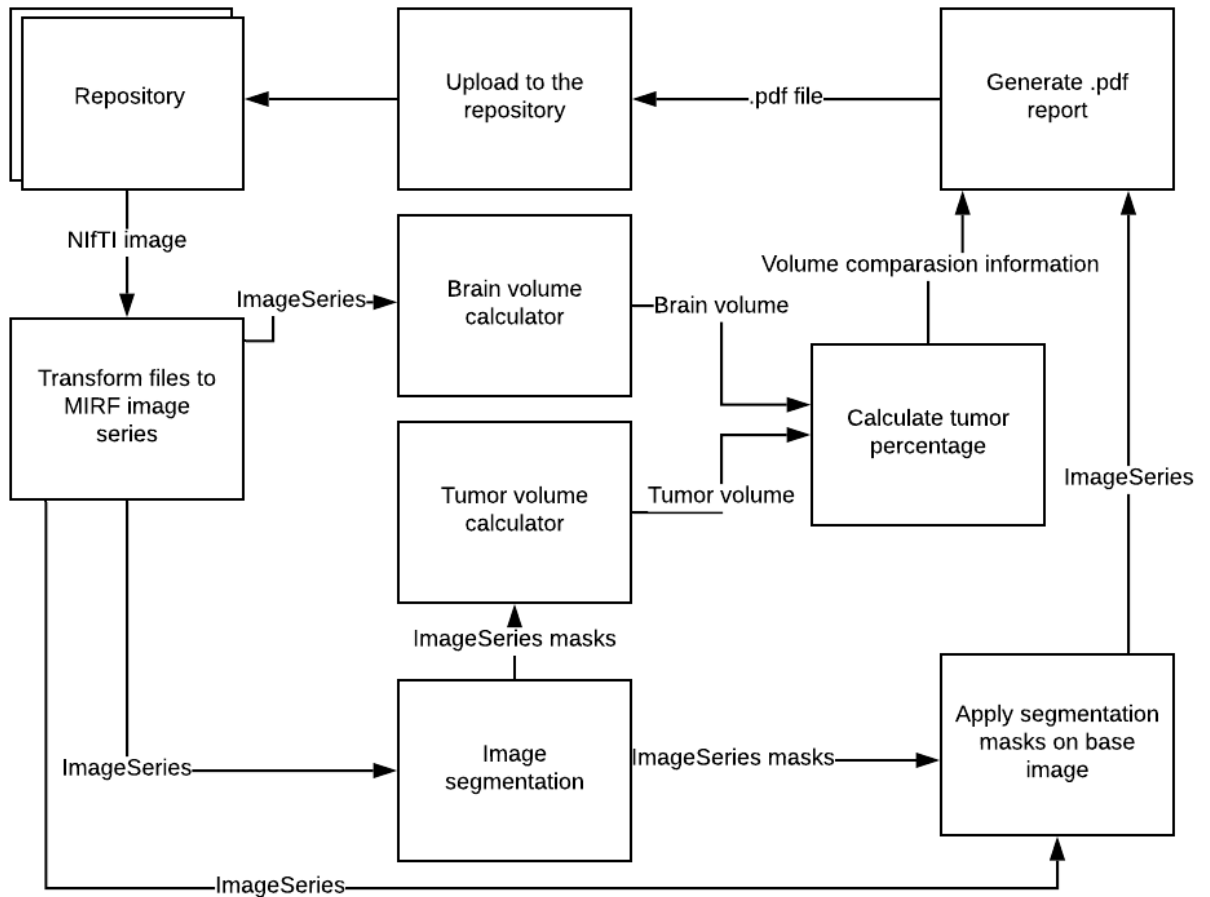 Repository
Upload to the
repository
.pdf file
Generate .pdf
report
NIfTI image
ImageSeries
Brain volume
calculator
Brain volume
Volume comparasion information
Transform files to
MIRF image
series
Calculate tumor
percentage
Tumor volume
calculator
Tumor volume
ImageSeries
ImageSeries masks
Image
segmentation
ImageSeries
ImageSeries masks
Apply segmentation
masks on base
image
ImageSeries